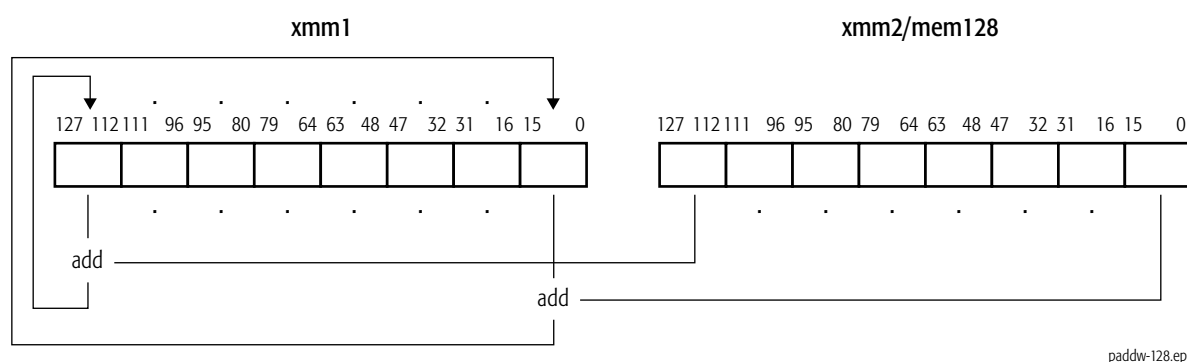 xmm1 xmm2/mem128
127 112 111 96 95 80 79 64 63 48 47 32 31 16 15 0 127 112 111 96 95 80 79 64 63 48 47 32 31 16 15 0
add
add
paddw-128.ep